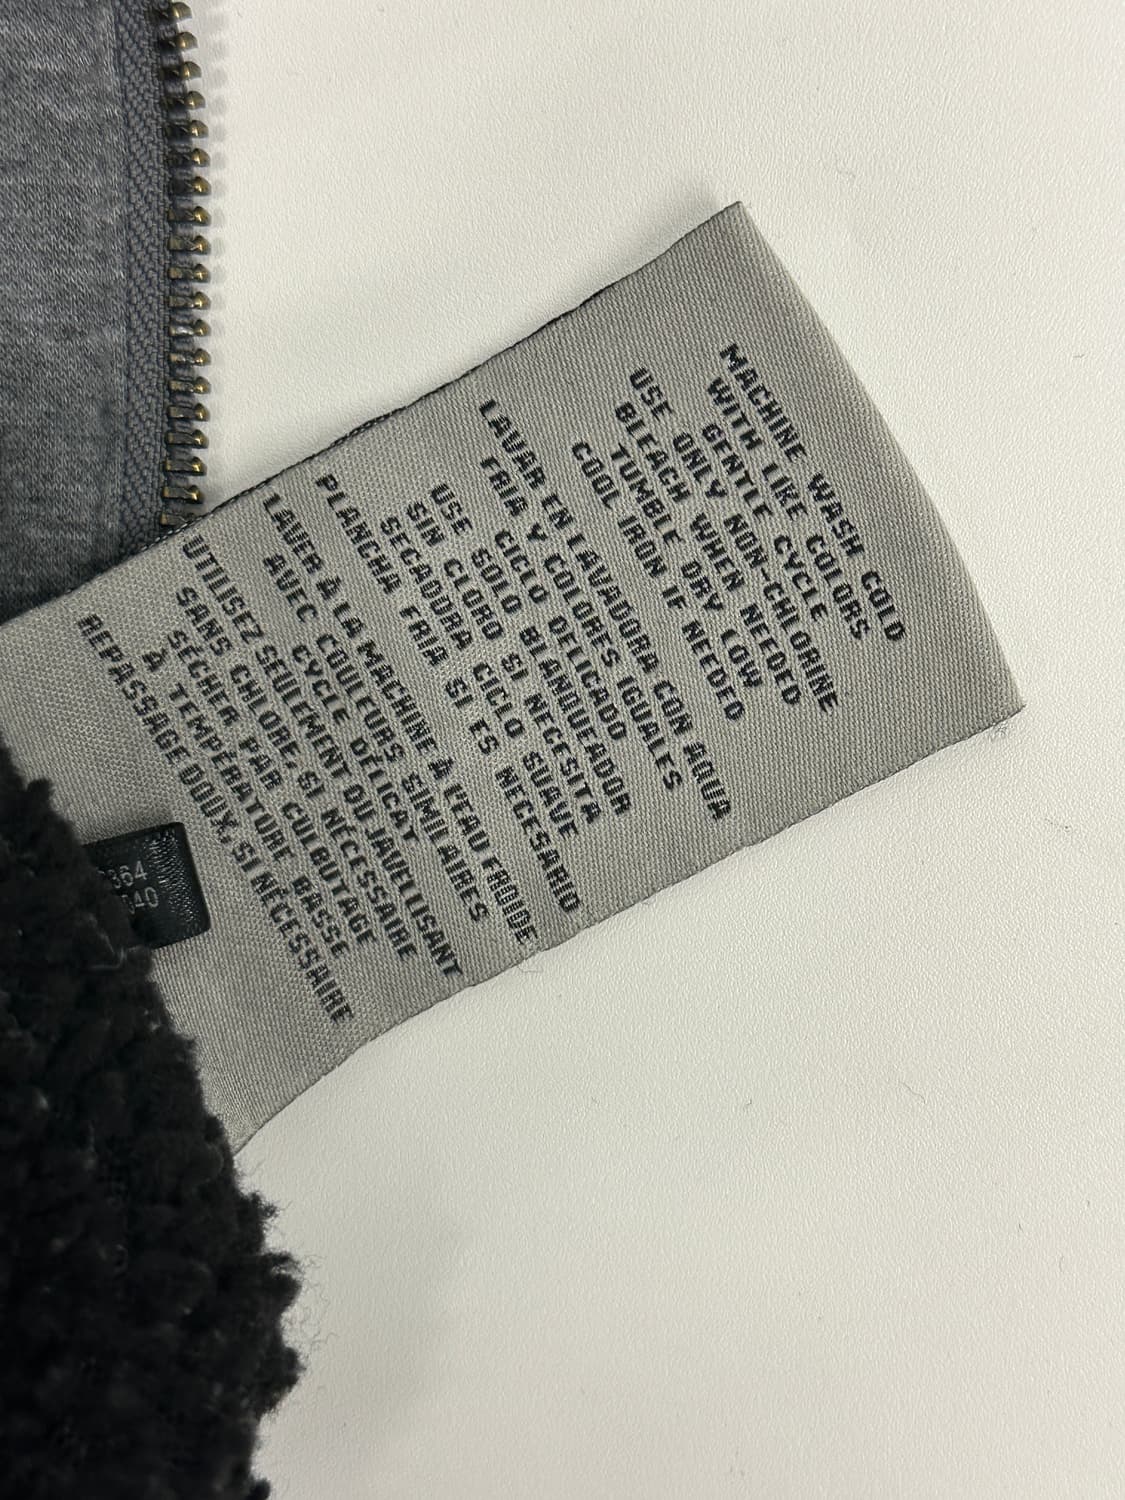 MACHINE WASH COLD
WITH LIKE COLORS
GENTLE CYCLE
USE ONLY NON-CHLORINE
BLEACH WHEN NEEDED
TUMBLE DRY LOW
COOL IRON IF NEEDED
LAVAR EN LAVADORA CON AQUA
FRIA Y COLORES IGUALES
CICLO DELICADO
USE SOLO BLANQUEADOR
SIN CLORO SI NECESITA
SECADORA CICLO SUAVE
PLANCHA FRIA SI ES NECESARIO
LAVER À LA MACHINE À L'EAU FROIDE
AVEC COULEURS SIMILAIRES
CYCLE DÉLICAT
UTILISEZ SEULEMENT DU JAVELLISANT
SANS CHLORE, SI NÉCESSAIRE
SÉCHER PAR CULBUTAGE
À TEMPÉRATURE BASSE
REPASSAGE DOUX, SI NÉCESSAIRE
364
040